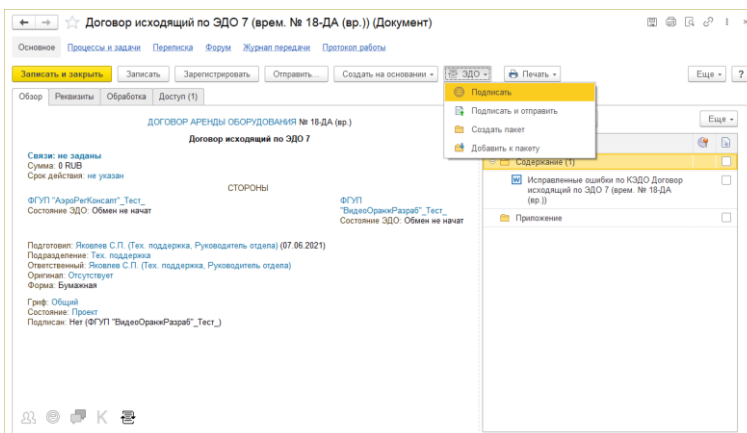 Договор исходящий по ЭДО 7 (врем. № 18-ДА (вр.)) (Документ)
Основное Процессы и задачи Переписка Форум Журнал передачи Протокол работы
Записать и закрыть Записать Зарегистрировать Отправить... Создать на основании ЭДО Печать Еще ?
Обзор Реквизиты Обработка Доступ (1)
Подписать
Подписать и отправить
Создать пакет
Добавить к пакету
Еще
ДОГОВОР АРЕНДЫ ОБОРУДОВАНИЯ № 18-ДА (вр.)
Договор исходящий по ЭДО 7
Связи: не заданы
Сумма: 0 RUB
Срок действия: не указан
СТОРОНЫ
ФГУП "АэроРегКонсалт"_Тест_
Состояние ЭДО: Обмен не начат
ФГУП
"ВидеоОранжРазраб"_Тест_
Состояние ЭДО: Обмен не начат
Подготовил: Яковлев С.П. (Тех. поддержка, Руководитель отдела) (07.06.2021)
Подразделение: Тех. поддержка
Ответственный: Яковлев С.П. (Тех. поддержка, Руководитель отдела)
Оригинал: Отсутствует
Форма: Бумажная
Гриф: Общий
Состояние: Проект
Подписан: Нет (ФГУП "ВидеоОранжРазраб"_Тест_)
Содержание (1)
Исправленные ошибки по КЭДО Договор
исходящий по ЭДО 7 (врем. № 18-ДА
(вр.))
Приложение